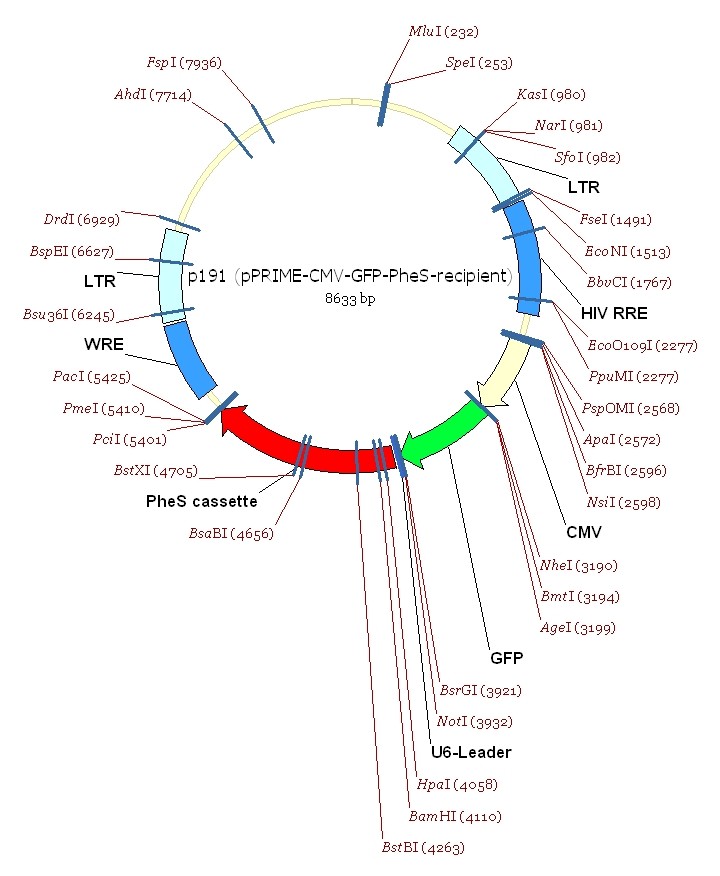 MluI (232)
SpeI (253)
FspI (7936)
AhdI (7714)
KasI (980)
NarI (981)
SfoI (982)
LTR
FseI (1491)
EcoNI (1513)
BbvCI (1767)
HIV RRE
EcoO109I (2277)
PpuMI (2277)
PspOMI (2568)
ApaI (2572)
BfrBI (2596)
NsiI (2598)
CMV
NheI (3190)
BmtI (3194)
AgeI (3199)
GFP
BsrGI (3921)
NotI (3932)
U6-Leader
HpaI (4058)
BamHI (4110)
BstBI (4263)
DrdI (6929)
BspEI (6627)
LTR
Bsu36I (6245)
WRE
PacI (5425)
PmeI (5410)
PciI (5401)
BstXI (4705)
PheS cassette
BsaBI (4656)
p191 (pPRIME-CMV-GFP-PheS-recipient)
8633 bp